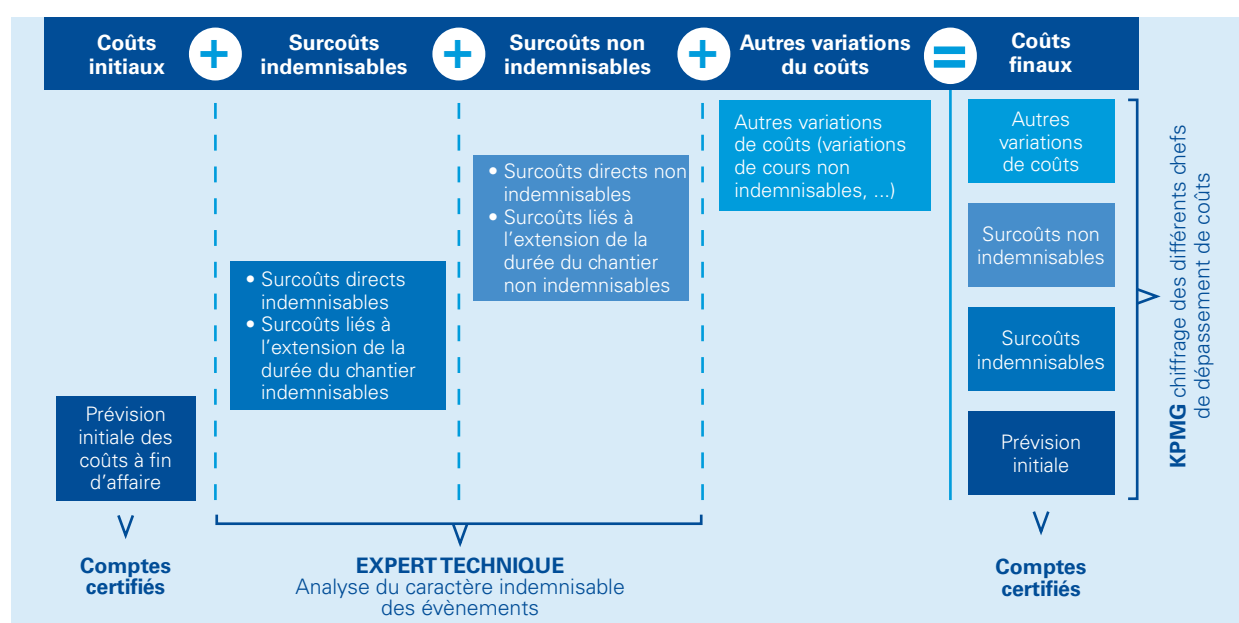 Coûts
initiaux
+
Surcoûts
indemnisables
+
Surcoûts non
indemnisables
+
Autres variations
du coûts
=
Coûts
finaux
Prévision
initiale des
coûts à fin
d'affaire
• Surcoûts directs
indemnisables
• Surcoûts liés à
l'extension de la
durée du chantier
indemnisables
• Surcoûts directs non
indemnisables
• Surcoûts liés à
l'extension de la
durée du chantier
non indemnisables
Autres variations
de coûts (variations
de cours non
indemnisables, ...)
Autres
variations
de coûts
Surcoûts non
indemnisables
Surcoûts
indemnisables
Prévision
initiale
KPMG chiffrage des différents chefs
de dépassement de coûts
Comptes
certifiés
EXPERT TECHNIQUE
Analyse du caractère indemnisable
des évènements
Comptes
certifiés